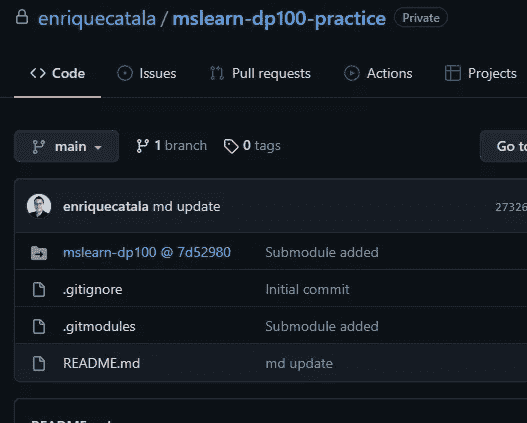 enriquecatala / mslearn-dp100-practice Private
Code Issues Pull requests Actions Projects
main 1 branch 0 tags Go to
enriquecatala md update 27326
mslearn-dp100 @ 7d52980 Submodule added
.gitignore Initial commit
.gitmodules Submodule added
README.md md update